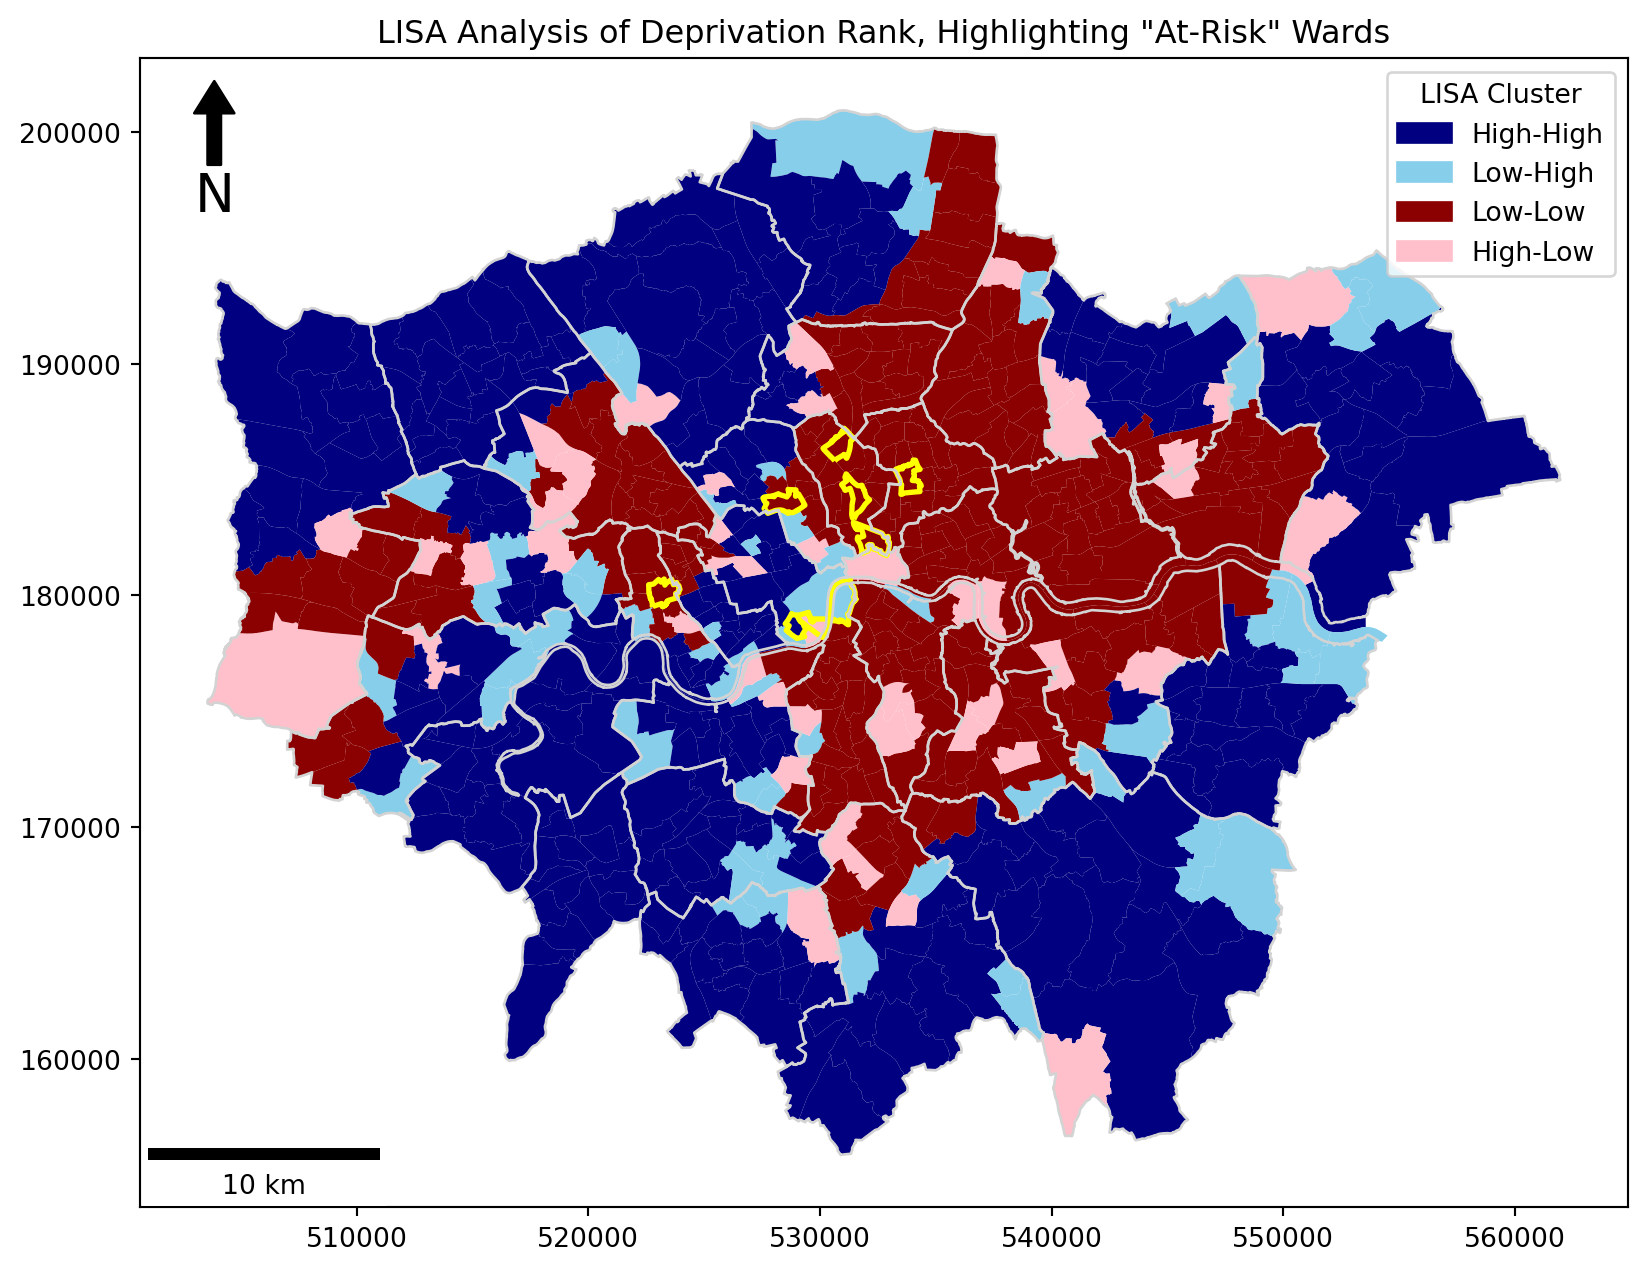 LISA Analysis of Deprivation Rank, Highlighting "At-Risk" Wards
N
LISA Cluster
High-High
Low-High
Low-Low
High-Low
200000
190000
180000
170000
160000
10 km
510000 520000 530000 540000 550000 560000